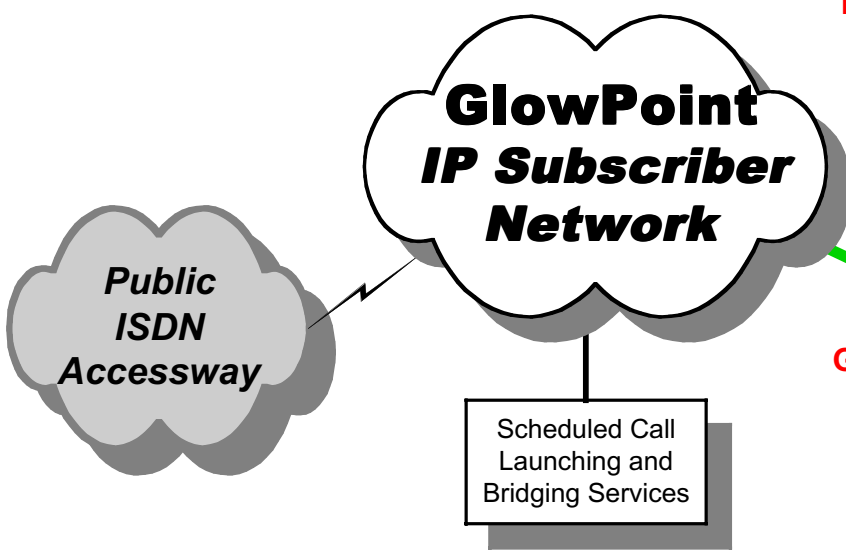 GlowPoint
IP Subscriber
Network
Public
ISDN
Accessway
G
Scheduled Call
Launching and
Bridging Services